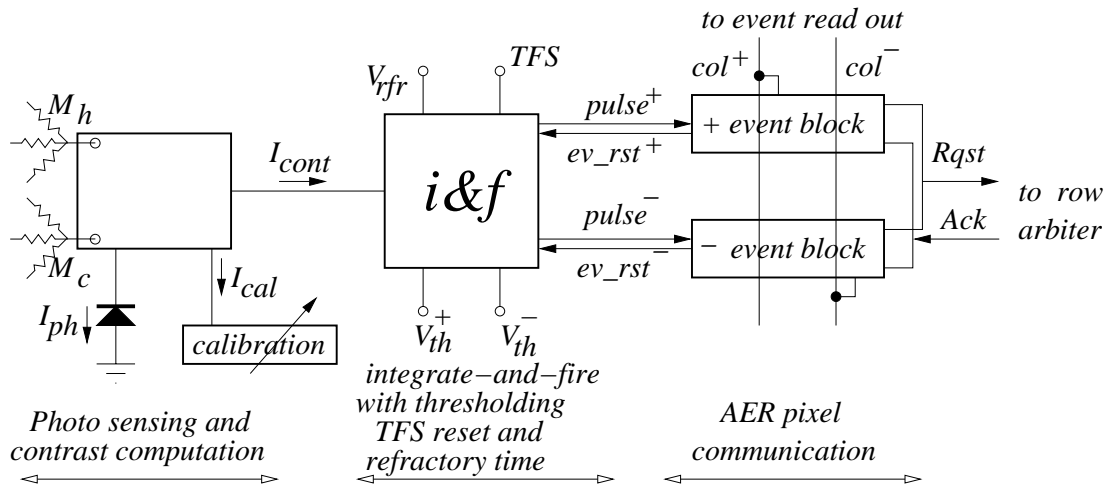 to event read out
TFS
V_rfr
col^+
col^-
M_h
pulse^+
+ event block
I_cont
ev_rst^+
Rqst
i&f
to row
arbiter
pulse^-
Ack
− event block
M_c
ev_rst^-
I_cal
I_ph
calibration
V_th^+
V_th^-
integrate−and−fire
with thresholding
TFS reset and
refractory time
Photo sensing and
contrast computation
AER pixel
communication